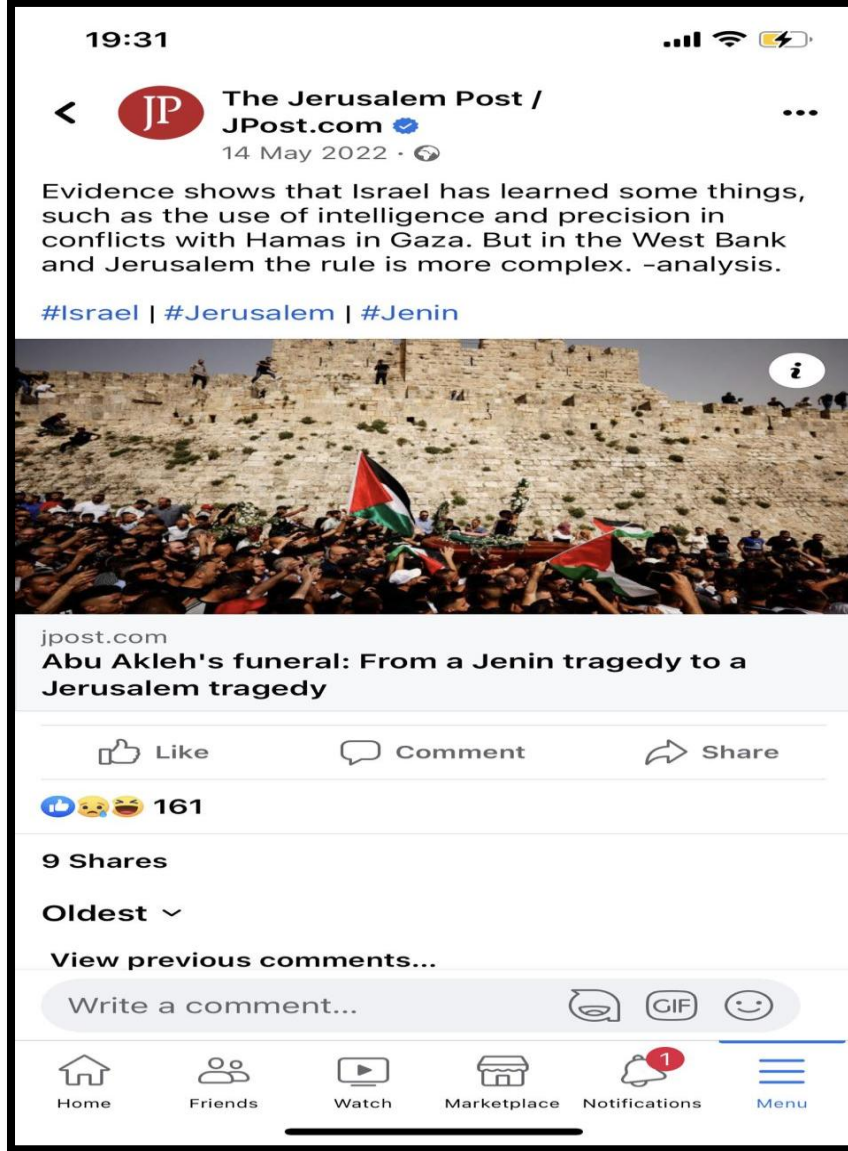 19:31
JP
The Jerusalem Post /
JPost.com
14 May 2022 ·
Evidence shows that Israel has learned some things,
such as the use of intelligence and precision in
conflicts with Hamas in Gaza. But in the West Bank
and Jerusalem the rule is more complex. -analysis.
#Israel | #Jerusalem | #Jenin
i
jpost.com
Abu Akleh's funeral: From a Jenin tragedy to a
Jerusalem tragedy
Like Comment Share
161
9 Shares
Oldest
View previous comments...
Write a comment... GIF
1
Home Friends Watch Marketplace Notifications Menu